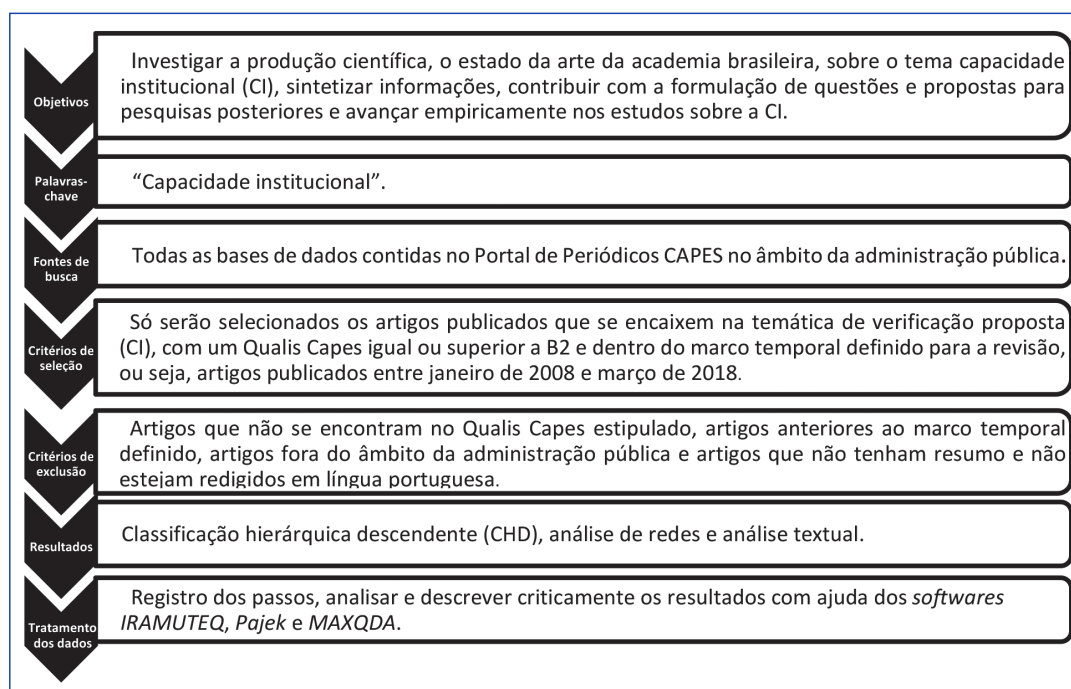 Objetivos
Investigar a produção científica, o estado da arte da academia brasileira, sobre o tema capacidade
institucional (CI), sintetizar informações, contribuir com a formulação de questões e propostas para
pesquisas posteriores e avançar empiricamente nos estudos sobre a CI.
Palavras-
chave
“Capacidade institucional”.
Fontes de
busca
Todas as bases de dados contidas no Portal de Periódicos CAPES no âmbito da administração pública.
Critérios de
seleção
Só serão selecionados os artigos publicados que se encaixem na temática de verificação proposta
(CI), com um Qualis Capes igual ou superior a B2 e dentro do marco temporal definido para a revisão,
ou seja, artigos publicados entre janeiro de 2008 e março de 2018.
Critérios de
exclusão
Artigos que não se encontram no Qualis Capes estipulado, artigos anteriores ao marco temporal
definido, artigos fora do âmbito da administração pública e artigos que não tenham resumo e não
estejam redigidos em língua portuguesa.
Resultados
Classificação hierárquica descendente (CHD), análise de redes e análise textual.
Tratamento
dos dados
Registro dos passos, analisar e descrever criticamente os resultados com ajuda dos softwares
IRAMUTEQ, Pajek e MAXQDA.